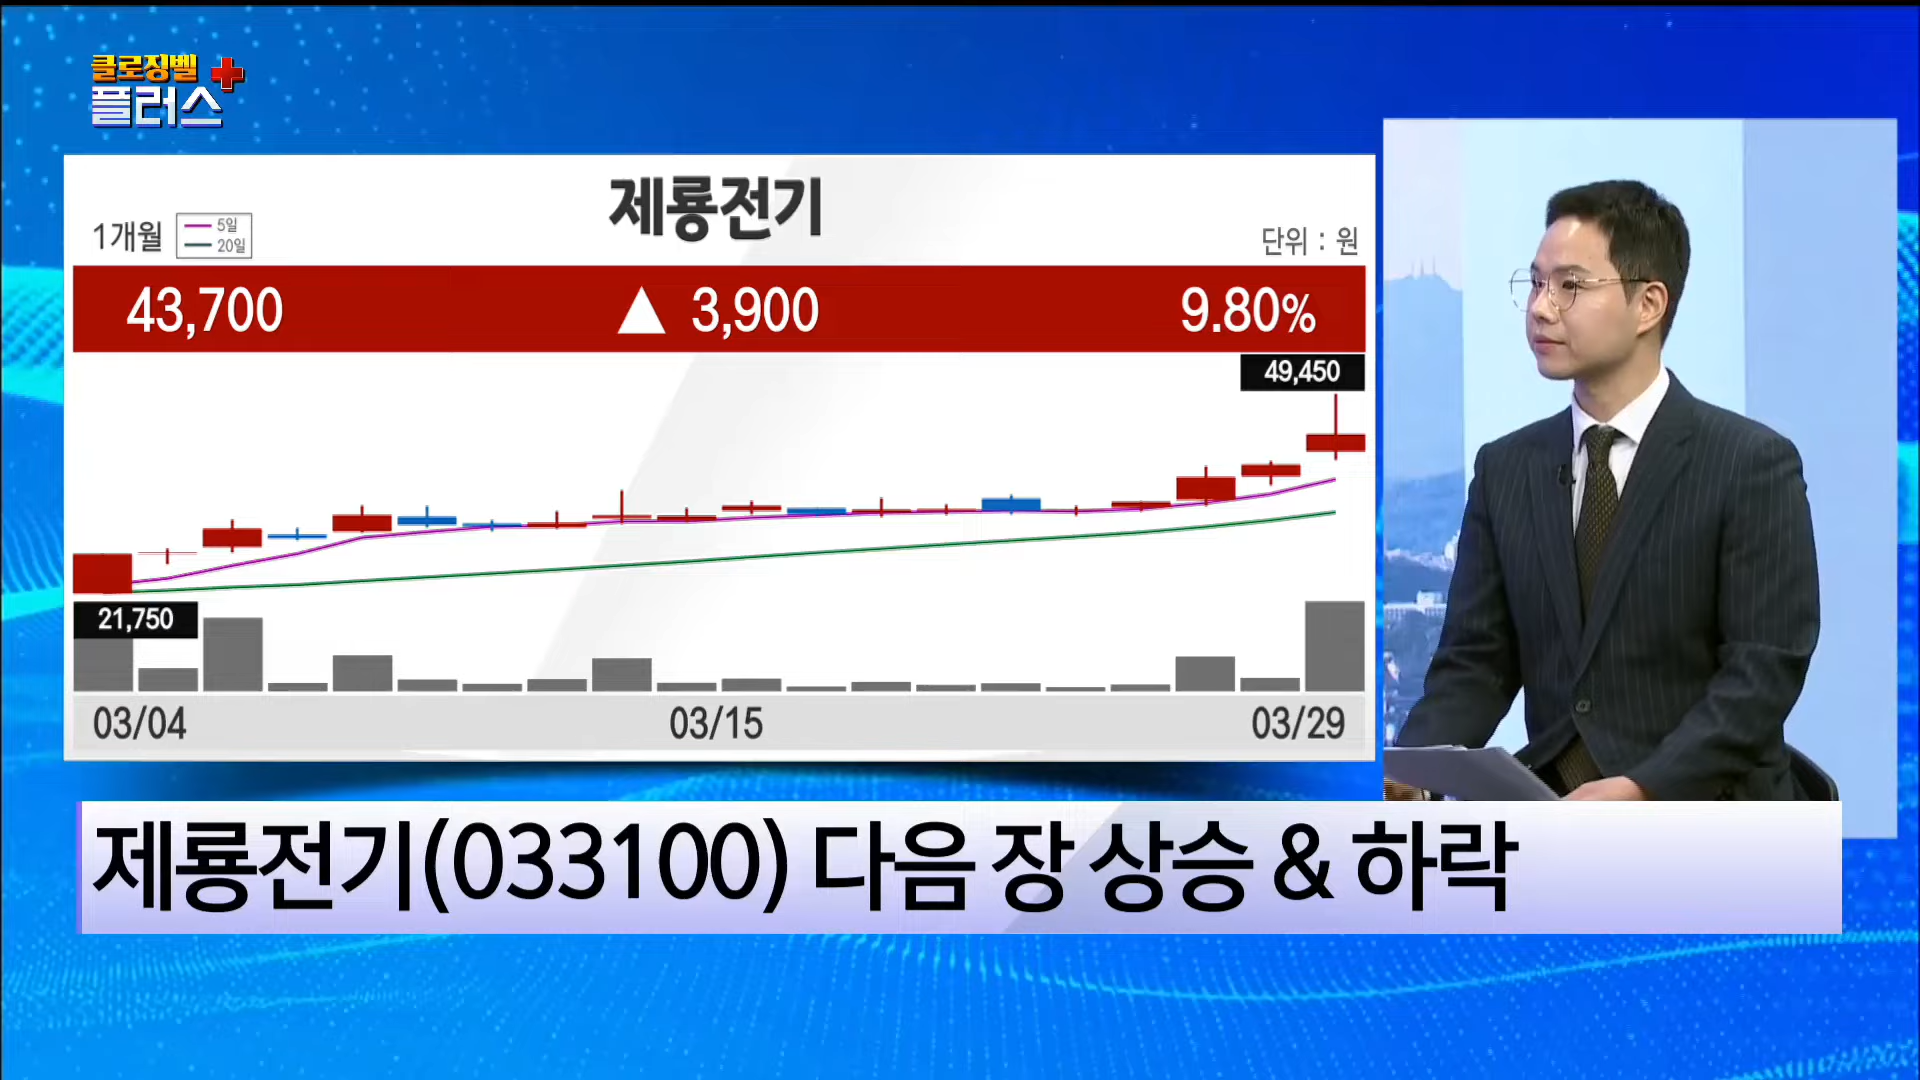 클로징벨
플러스
제룡전기
1개월
5일
20일
단위 : 원
43,700 ▲ 3,900 9.80%
49,450
21,750
03/04 03/15 03/29
제룡전기(033100) 다음 장 상승 & 하락